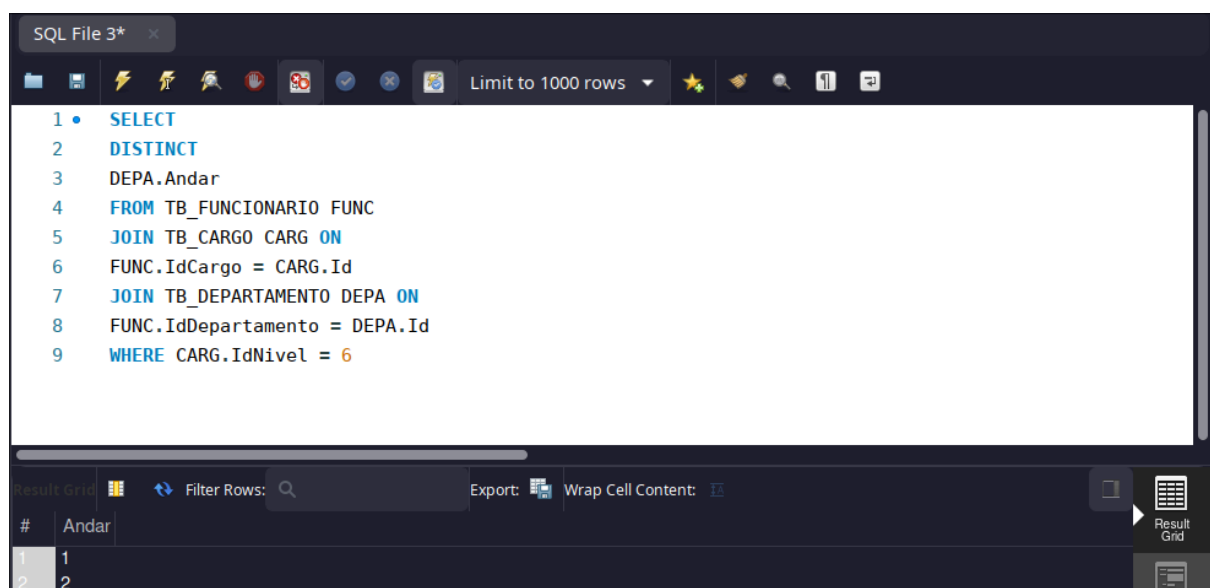 SQL File 3* ×
Limit to 1000 rows
1 SELECT
2 DISTINCT
3 DEPA.Andar
4 FROM TB_FUNCIONARIO FUNC
5 JOIN TB_CARGO CARG ON
6 FUNC.IdCargo = CARG.Id
7 JOIN TB_DEPARTAMENTO DEPA ON
8 FUNC.IdDepartamento = DEPA.Id
9 WHERE CARG.IdNivel = 6
Result Grid Filter Rows: Export: Wrap Cell Content:
Result
Grid
# Andar
1 1
2 2